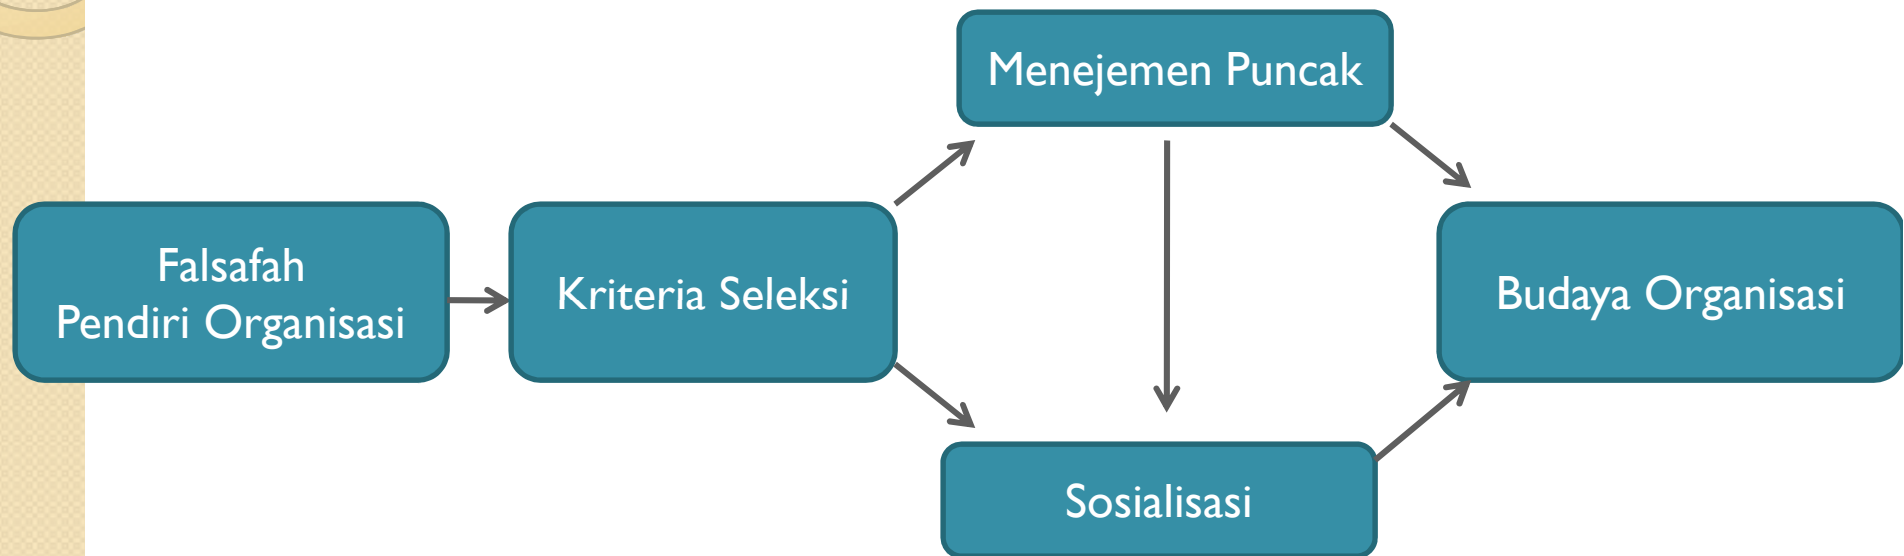 Menejemen Puncak
Falsafah
Pendiri Organisasi
Kriteria Seleksi
Budaya Organisasi
Sosialisasi